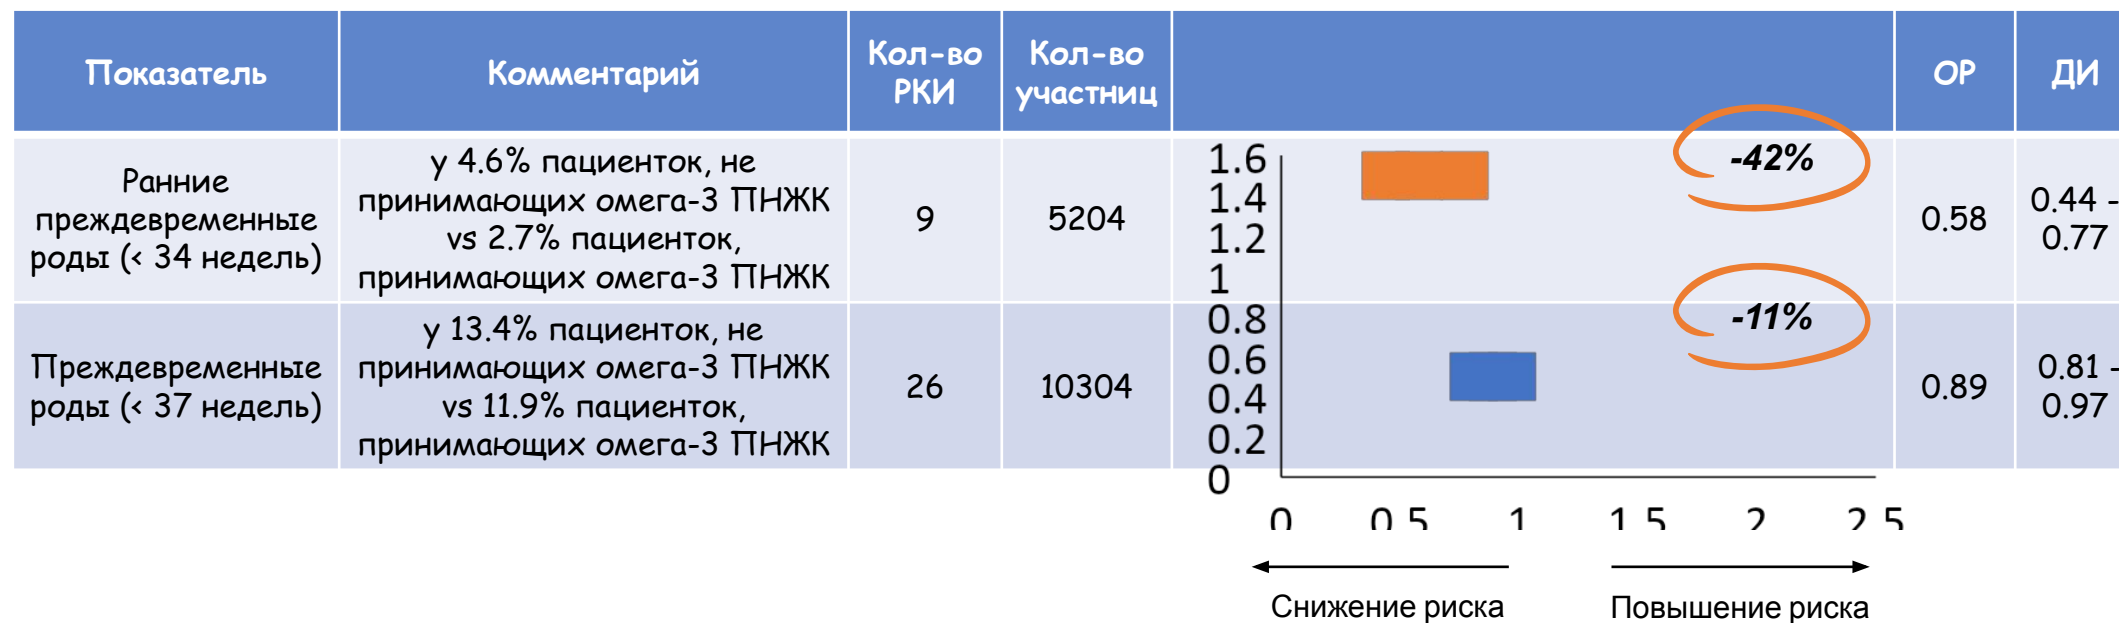 Показатель
Комментарий
Кол-во
РКИ
Кол-во
участниц
ОР
ДИ
Ранние
преждевременные
роды (< 34 недель)
у 4.6% пациенток, не
принимающих омега-3 ПНЖК
vs 2.7% пациенток,
принимающих омега-3 ПНЖК
9
5204
-42%
0.58
0.44 -
0.77
Преждевременные
роды (< 37 недель)
у 13.4% пациенток, не
принимающих омега-3 ПНЖК
vs 11.9% пациенток,
принимающих омега-3 ПНЖК
26
10304
-11%
0.89
0.81 -
0.97
1.6
1.4
1.2
1
0.8
0.6
0.4
0.2
0
0 0.5 1 1.5 2 2.5
Снижение риска
Повышение риска